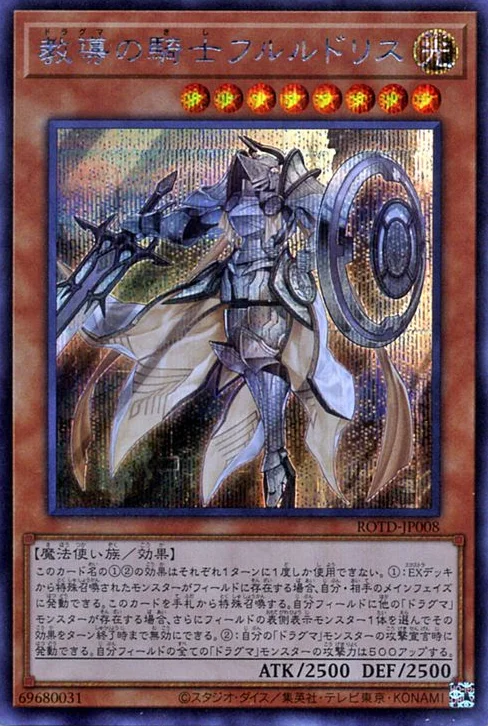 教導の騎士フルルドリス 光
ROTD-JP008
【魔法使い族/効果】
このカード名の①②の効果はそれぞれ1ターンに1度しか使用できない。①:EXデッキ
から特殊召喚されたモンスターがフィールドに存在する場合、自分・相手のメインフェイズ
に発動できる。このカードを手札から特殊召喚する。自分フィールドに他の「ドラグマ」
モンスターが存在する場合、さらにフィールドの表側表示モンスター1体を選んでその
効果をターン終了時まで無効にできる。②:自分の「ドラグマ」モンスターの攻撃宣言時に
発動できる。自分フィールドの全ての「ドラグマ」モンスターの攻撃力は500アップする。
ATK/2500 DEF/2500
69680031 ©スタジオ・ダイス/集英社・テレビ東京・KONAMI